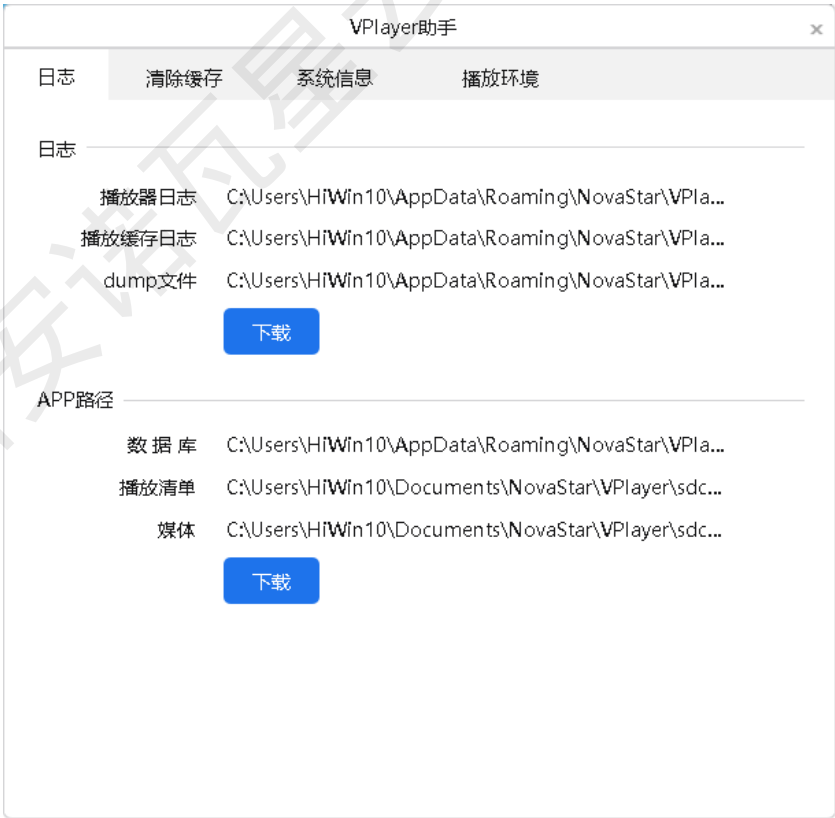 VPlayer助手
日志 清除缓存 系统信息 播放环境
日志
播放器日志 C:\Users\HiWin10\AppData\Roaming\NovaStar\VPla...
播放缓存日志 C:\Users\HiWin10\AppData\Roaming\NovaStar\VPla...
dump文件 C:\Users\HiWin10\AppData\Roaming\NovaStar\VPla...
下载
APP路径
数据库 C:\Users\HiWin10\AppData\Roaming\NovaStar\VPla...
播放清单 C:\Users\HiWin10\Documents\NovaStar\VPlayer\sdc...
媒体 C:\Users\HiWin10\Documents\NovaStar\VPlayer\sdc...
下载
安诺瓦星